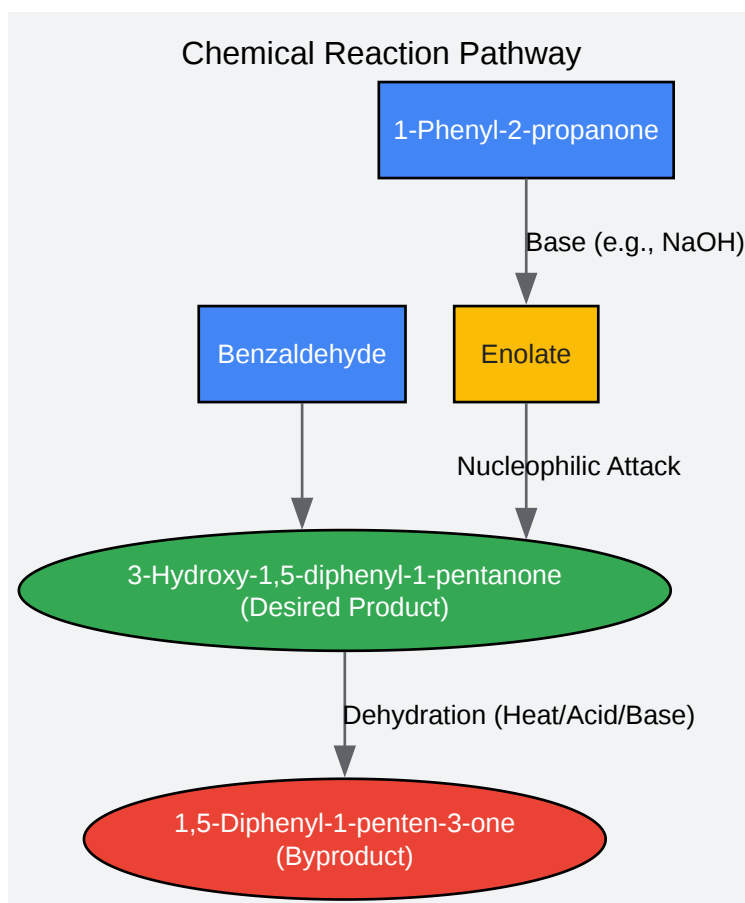 Chemical Reaction Pathway
1-Phenyl-2-propanone
Base (e.g., NaOH)
Benzaldehyde
Enolate
Nucleophilic Attack
3-Hydroxy-1,5-diphenyl-1-pentanone
(Desired Product)
Dehydration (Heat/Acid/Base)
1,5-Diphenyl-1-penten-3-one
(Byproduct)